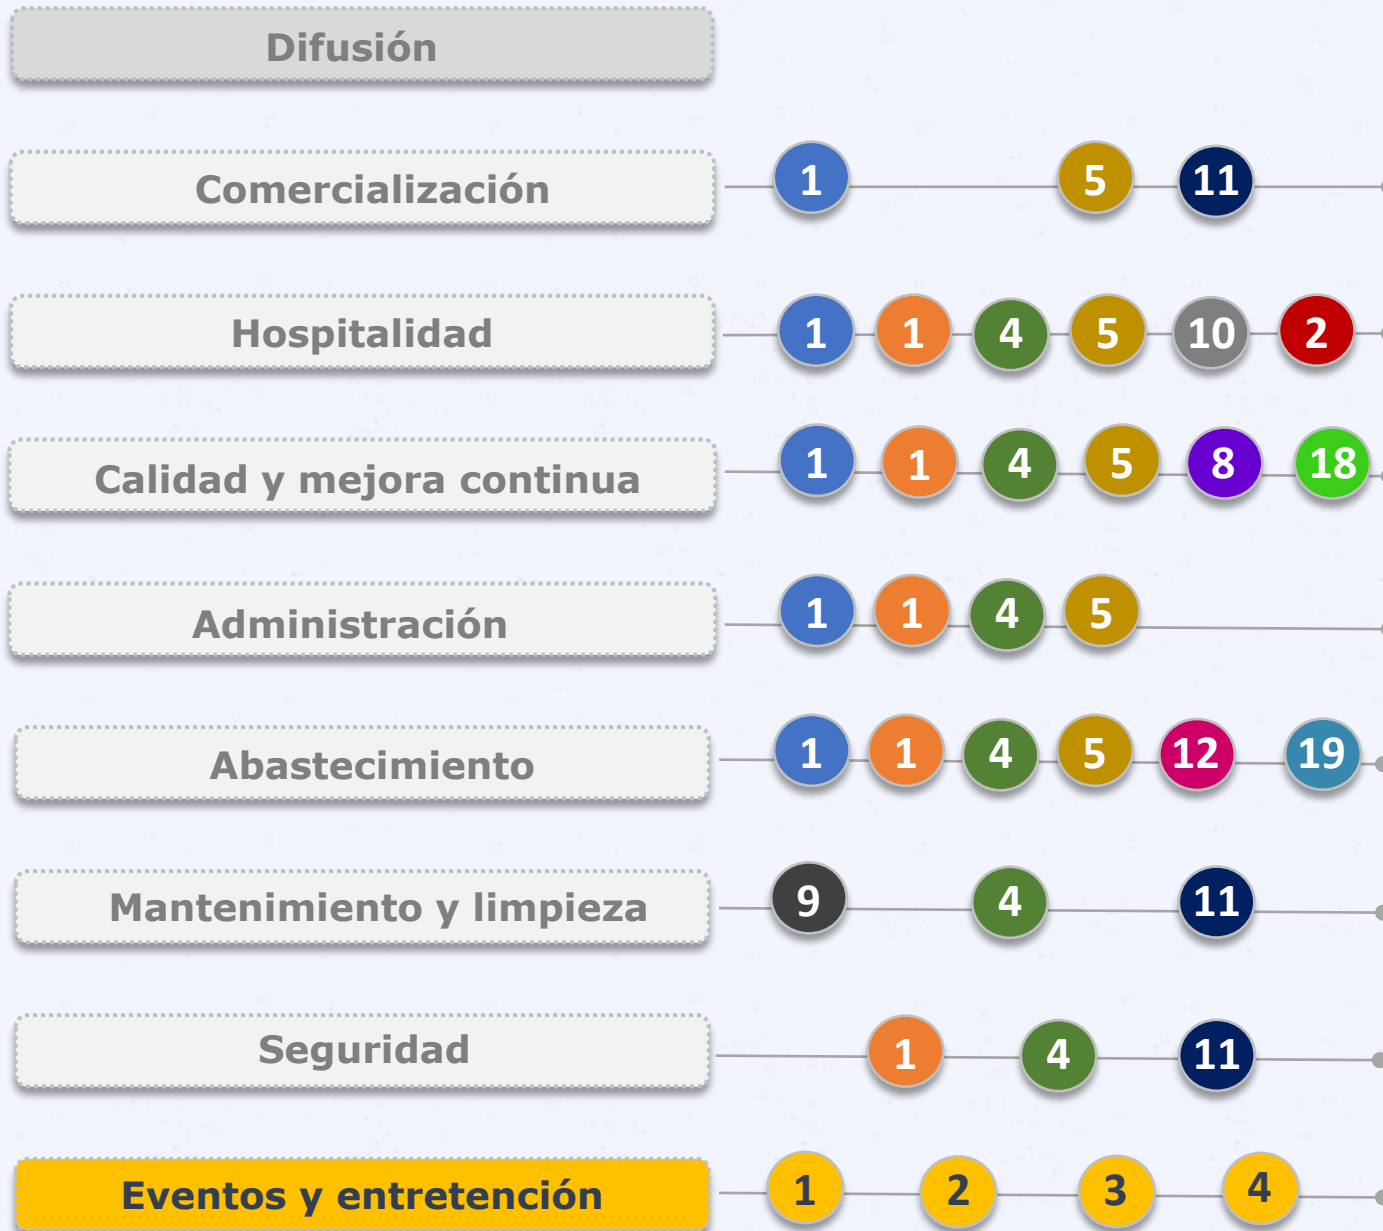 Difusión
Comercialización 1 5 11
Hospitalidad 1 1 4 5 10 2
Calidad y mejora continua 1 1 4 5 8 18
Administración 1 1 4 5
Abastecimiento 1 1 4 5 12 19
Mantenimiento y limpieza 9 4 11
Seguridad 1 4 11
Eventos y entretención 1 2 3 4